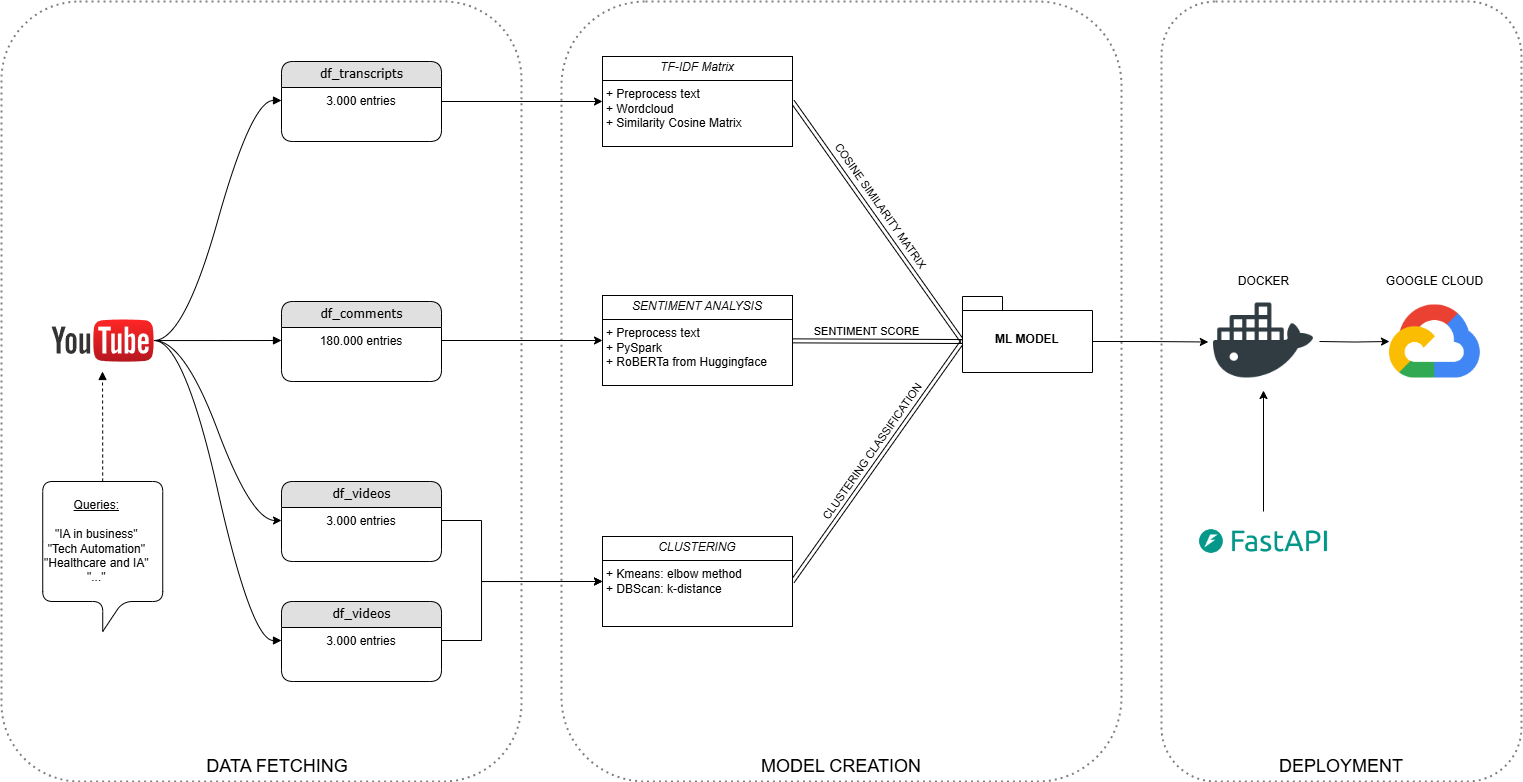 YouTube
Queries:
"IA in business"
"Tech Automation"
"Healthcare and IA"
"..."
df_transcripts
3.000 entries
df_comments
180.000 entries
df_videos
3.000 entries
df_videos
3.000 entries
DATA FETCHING
TF-IDF Matrix
+ Preprocess text
+ Wordcloud
+ Similarity Cosine Matrix
SENTIMENT ANALYSIS
+ Preprocess text
+ PySpark
+ RoBERTa from Huggingface
CLUSTERING
+ Kmeans: elbow method
+ DBScan: k-distance
COSINE SIMILARITY MATRIX
SENTIMENT SCORE
CLUSTERING CLASSIFICATION
ML MODEL
MODEL CREATION
DOCKER
GOOGLE CLOUD
FastAPI
DEPLOYMENT